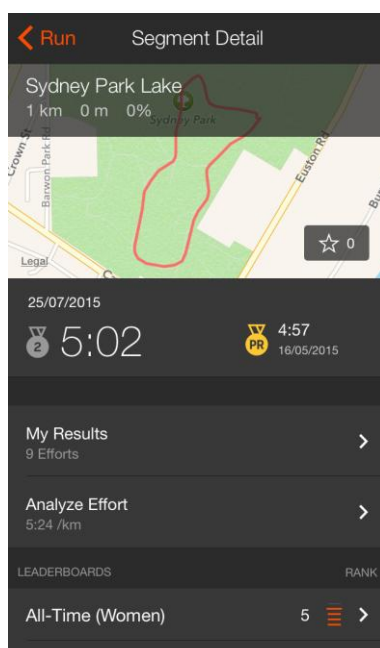 Run
Segment Detail
Sydney Park Lake
1 km 0 m 0%
Sydney Park
Crown St
Barwon Park Rd
Euston Rd
Legal
0
25/07/2015
2
5:02
PR
4:57
16/05/2015
My Results
9 Efforts
Analyze Effort
5:24 /km
LEADERBOARDS
RANK
All-Time (Women)
5